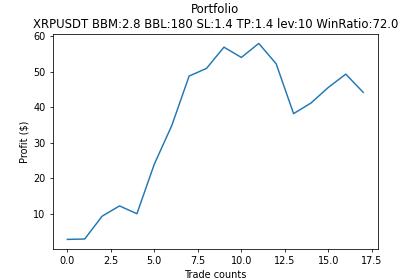 Portfolio
XRPUSDT BBM:2.8 BBL:180 SL:1.4 TP:1.4 lev:10 WinRatio:72.0
60
50
40
30
20
10
Profit ($)
0.0 2.5 5.0 7.5 10.0 12.5 15.0 17.5
Trade counts